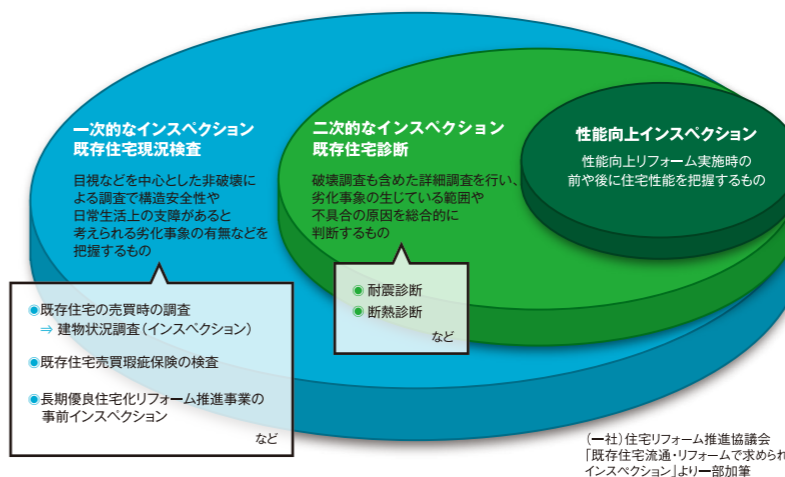 一次的なインスペクション
既存住宅現況検査
目視などを中心とした非破壊に
よる調査で構造安全性や
日常生活上の支障があると
考えられる劣化事象の有無などを
把握するもの
◉既存住宅の売買時の調査
⇒ 建物状況調査（インスペクション）
◉既存住宅売買瑕疵保険の検査
◉長期優良住宅化リフォーム推進事業の
事前インスペクション
など
二次的なインスペクション
既存住宅診断
破壊調査も含めた詳細調査を行い、
劣化事象の生じている範囲や
不具合の原因を総合的に
判断するもの
◉ 耐震診断
◉ 断熱診断
など
性能向上インスペクション
性能向上リフォーム実施時の
前や後に住宅性能を把握するもの
（一社）住宅リフォーム推進協議会
「既存住宅流通・リフォームで求められ
インスペクション」より一部加筆